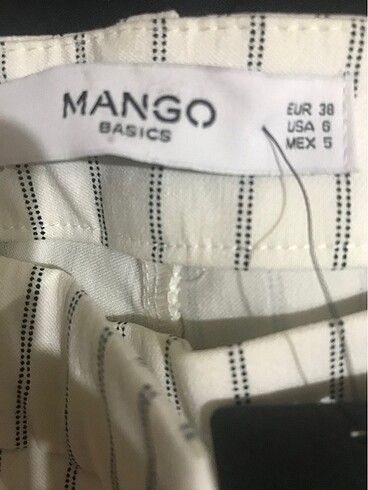 MANGO
BASICS
EUR 38
USA 6
MEX 5